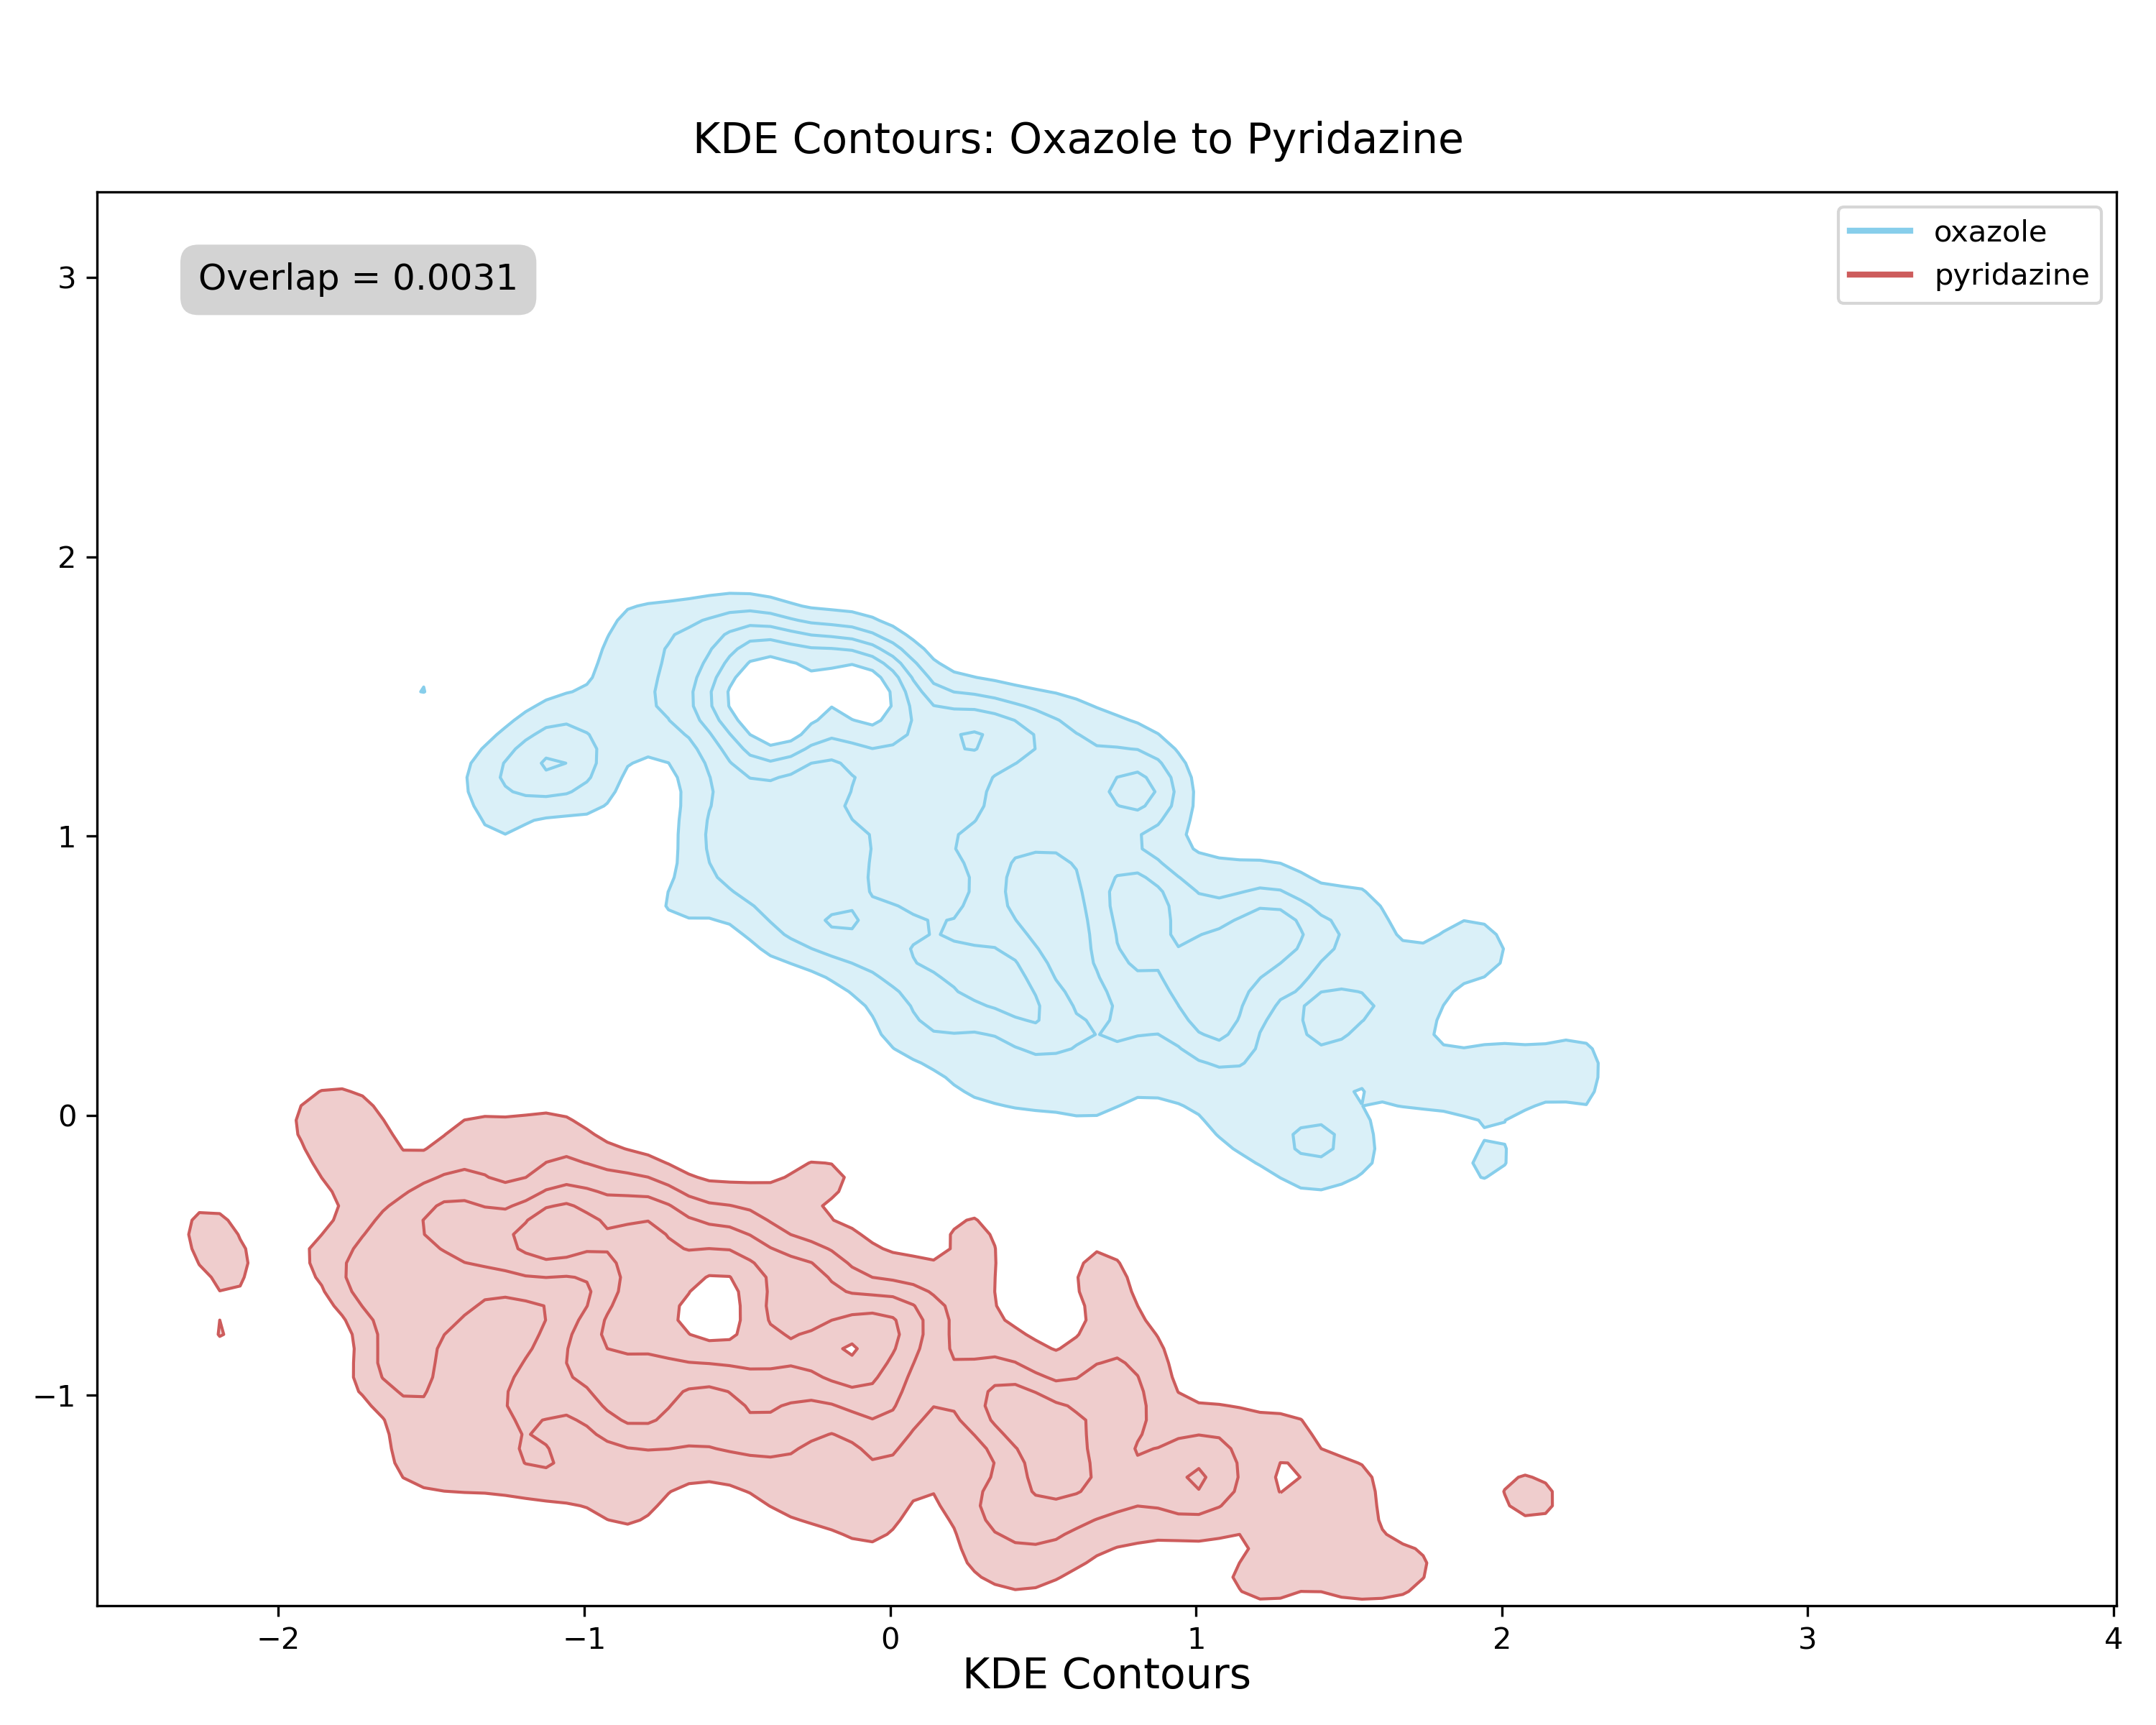 KDE Contours: Oxazole to Pyridazine
Overlap = 0.0031
oxazole
pyridazine
3
2
1
0
−1
−2 −1 0 1 2 3 4
KDE Contours